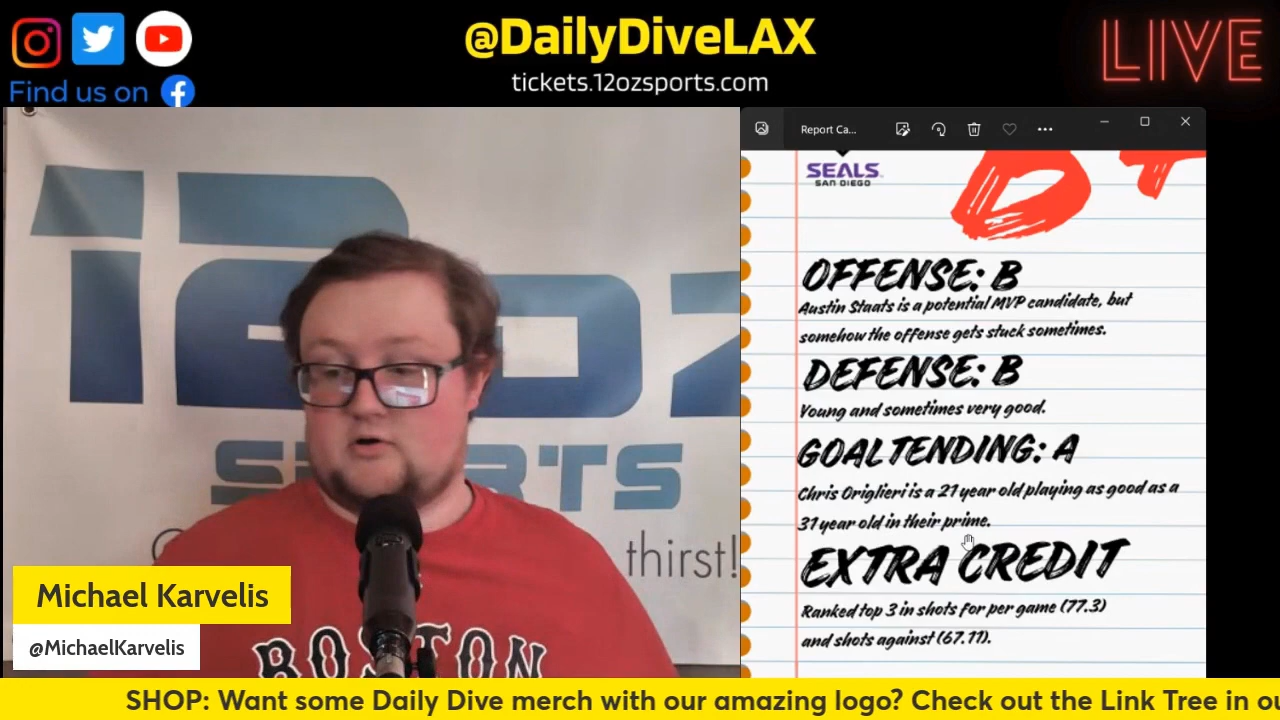 @DailyDiveLAX
LIVE
tickets.12ozsports.com
Find us on
Report Ca...
SEALS
SAN DIEGO
B+
OFFENSE: B
Austin Staats is a potential MVP candidate, but
somehow the offense gets stuck sometimes.
DEFENSE: B
Young and sometimes very good.
GOALTENDING: A
Chris Origlieri is a 21 year old playing as good as a
31 year old in their prime.
EXTRA CREDIT
Ranked top 3 in shots for per game (77.3)
and shots against (67.11).
12oz
SPORTS
thirst!
BOSTON
Michael Karvelis
@MichaelKarvelis
SHOP: Want some Daily Dive merch with our amazing logo? Check out the Link Tree in ou